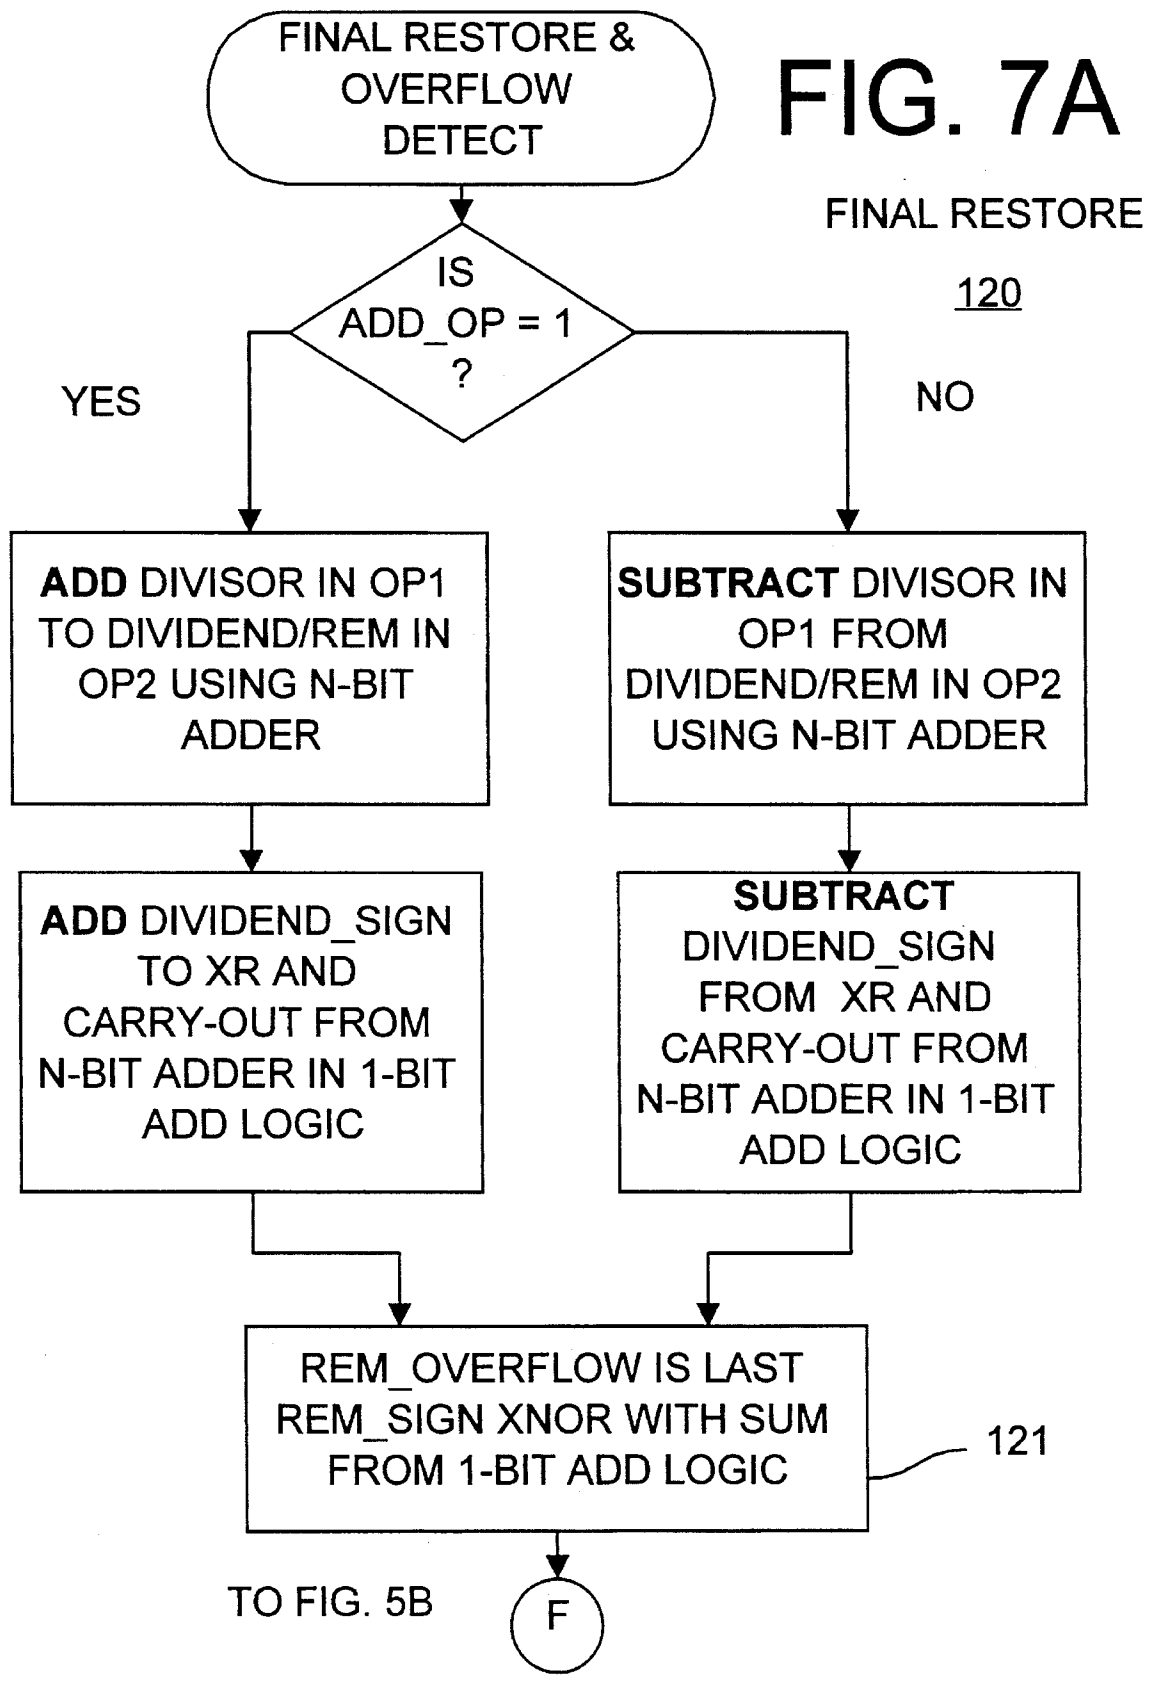 FINAL RESTORE &
OVERFLOW
DETECT
FIG. 7A
FINAL RESTORE
120
IS
ADD_OP = 1
?
YES
NO
ADD DIVISOR IN OP1
TO DIVIDEND/REM IN
OP2 USING N-BIT
ADDER
SUBTRACT DIVISOR IN
OP1 FROM
DIVIDEND/REM IN OP2
USING N-BIT ADDER
ADD DIVIDEND_SIGN
TO XR AND
CARRY-OUT FROM
N-BIT ADDER IN 1-BIT
ADD LOGIC
SUBTRACT
DIVIDEND_SIGN
FROM XR AND
CARRY-OUT FROM
N-BIT ADDER IN 1-BIT
ADD LOGIC
REM_OVERFLOW IS LAST
REM_SIGN XNOR WITH SUM
FROM 1-BIT ADD LOGIC
121
TO FIG. 5B
F